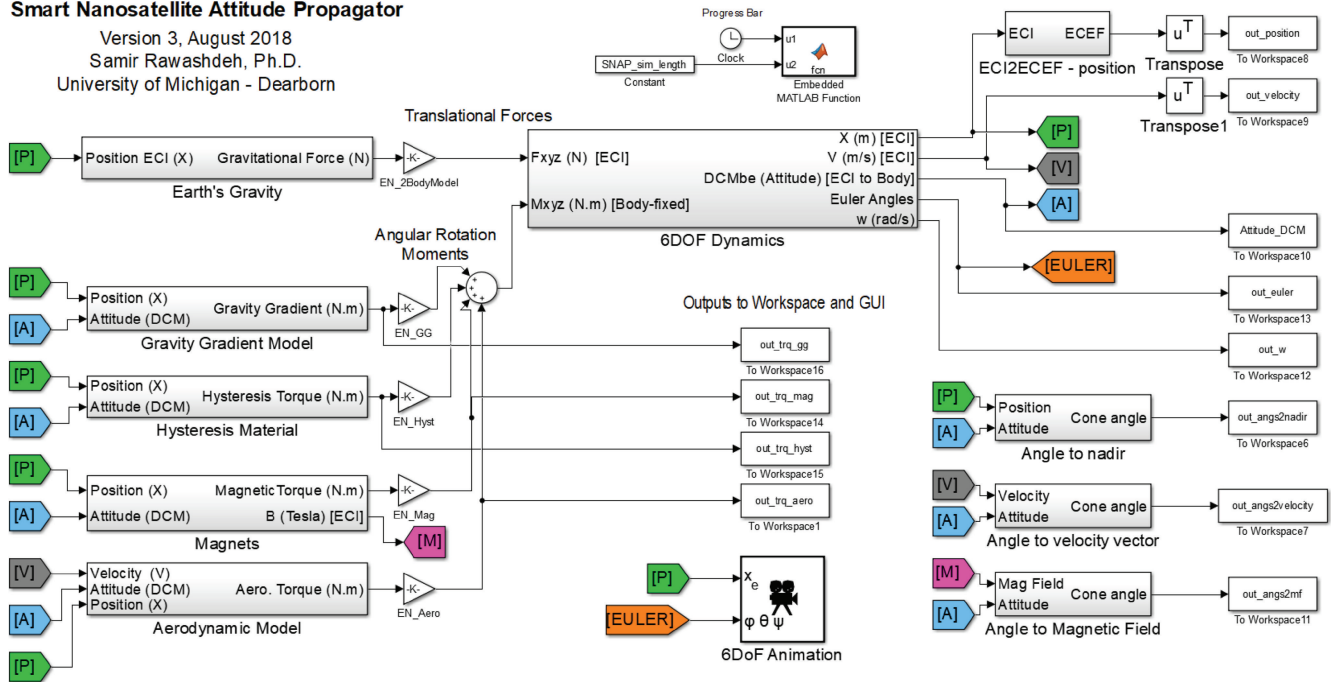 Smart Nanosatellite Attitude Propagator
Version 3, August 2018
Samir Rawashdeh, Ph.D.
University of Michigan - Dearborn
Progress Bar
Clock
SNAP_sim_length
Constant
u1
u2
fcn
Embedded
MATLAB Function
ECI ECEF
ECI2ECEF - position
u^T
Transpose
out_position
To Workspace8
u^T
Transpose1
out_velocity
To Workspace9
Translational Forces
[P]
Position ECI (X) Gravitational Force (N)
Earth's Gravity
-K-
EN_2BodyModel
Fxyz (N) [ECI]
Mxyz (N.m) [Body-fixed]
X (m) [ECI]
V (m/s) [ECI]
DCMbe (Attitude) [ECI to Body]
Euler Angles
w (rad/s)
6DOF Dynamics
[P]
[V]
[A]
[EULER]
Attitude_DCM
To Workspace10
out_euler
To Workspace13
out_w
To Workspace12
Angular Rotation
Moments
+
+
+
+
[P]
[A]
Position (X)
Attitude (DCM)
Gravity Gradient (N.m)
Gravity Gradient Model
-K-
EN_GG
[P]
[A]
Position (X)
Attitude (DCM)
Hysteresis Torque (N.m)
Hysteresis Material
-K-
EN_Hyst
[P]
[A]
Position (X)
Attitude (DCM)
MagneticTorque (N.m)
B (Tesla) [ECI]
Magnets
-K-
EN_Mag
[M]
[V]
[A]
[P]
Velocity (V)
Attitude (DCM)
Position (X)
Aero. Torque (N.m)
Aerodynamic Model
-K-
EN_Aero
Outputs to Workspace and GUI
out_trq_gg
To Workspace16
out_trq_mag
To Workspace14
out_trq_hyst
To Workspace15
out_trq_aero
To Workspace1
[P]
[EULER]
x_e
φ θ ψ
6DoF Animation
[P]
[A]
Position
Attitude
Cone angle
Angle to nadir
out_angs2nadir
To Workspace6
[V]
[A]
Velocity
Attitude
Cone angle
Angle to velocity vector
out_angs2velocity
To Workspace7
[M]
[A]
Mag Field
Attitude
Cone angle
Angle to Magnetic Field
out_angs2mf
To Workspace11